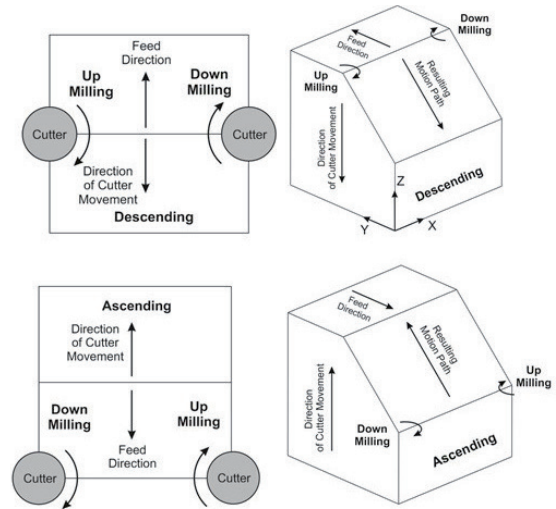 Feed
Direction
Up
Milling
Down
Milling
Cutter
Cutter
Direction
of Cutter
Movement
Descending
Down
Milling
Feed
Direction
Up
Milling
Resulting
Motion Path
Direction
of Cutter Movement
Descending
Z
Y
X
Ascending
Direction
of Cutter
Movement
Down
Milling
Up
Milling
Feed
Direction
Cutter
Cutter
Feed
Direction
Resulting
Motion Path
Direction
of Cutter Movement
Up
Milling
Down
Milling
Ascending